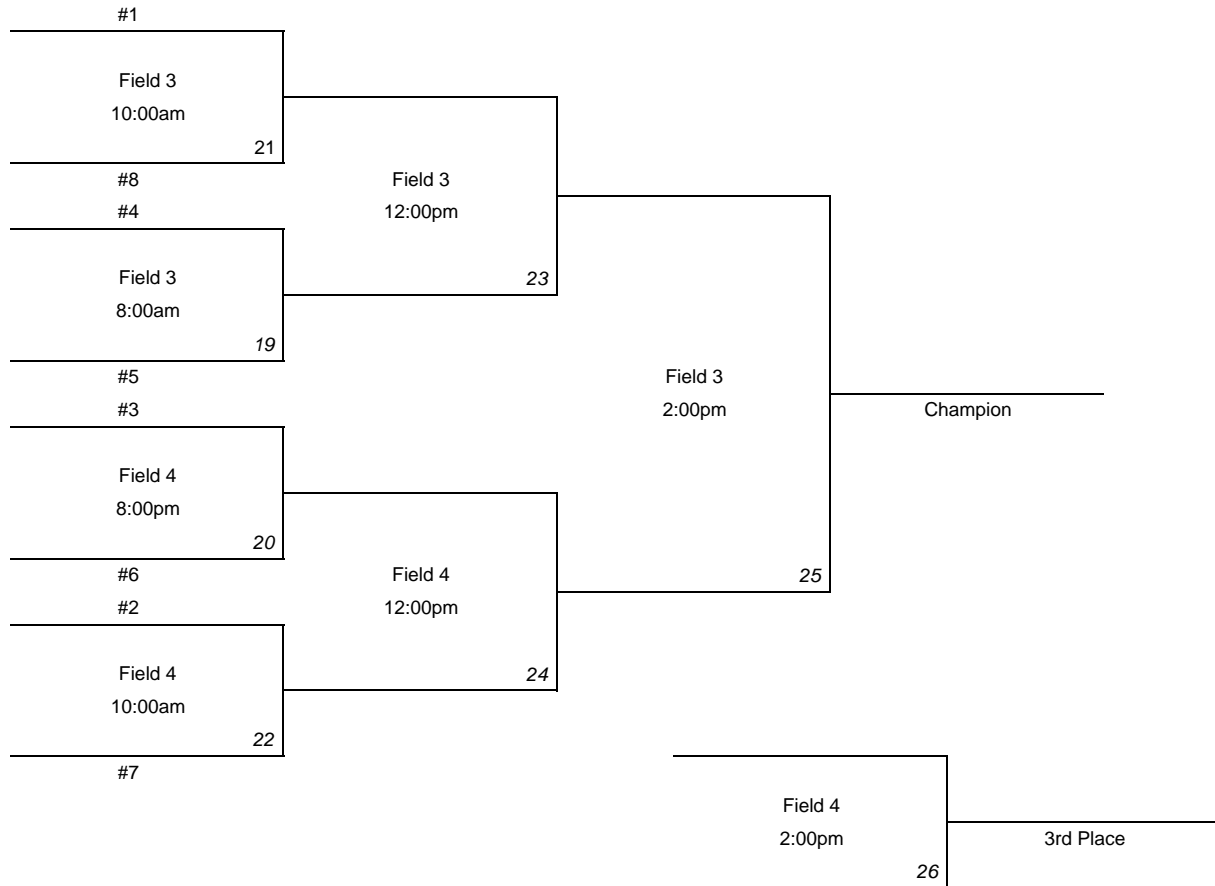 #1
Field 3
10:00am
21
#8
Field 3
#4
12:00pm
Field 3
23
8:00am
19
#5
Field 3
#3
2:00pm
Champion
Field 4
8:00pm
20
#6
Field 4
25
#2
12:00pm
Field 4
24
10:00am
22
#7
Field 4
2:00pm
3rd Place
26